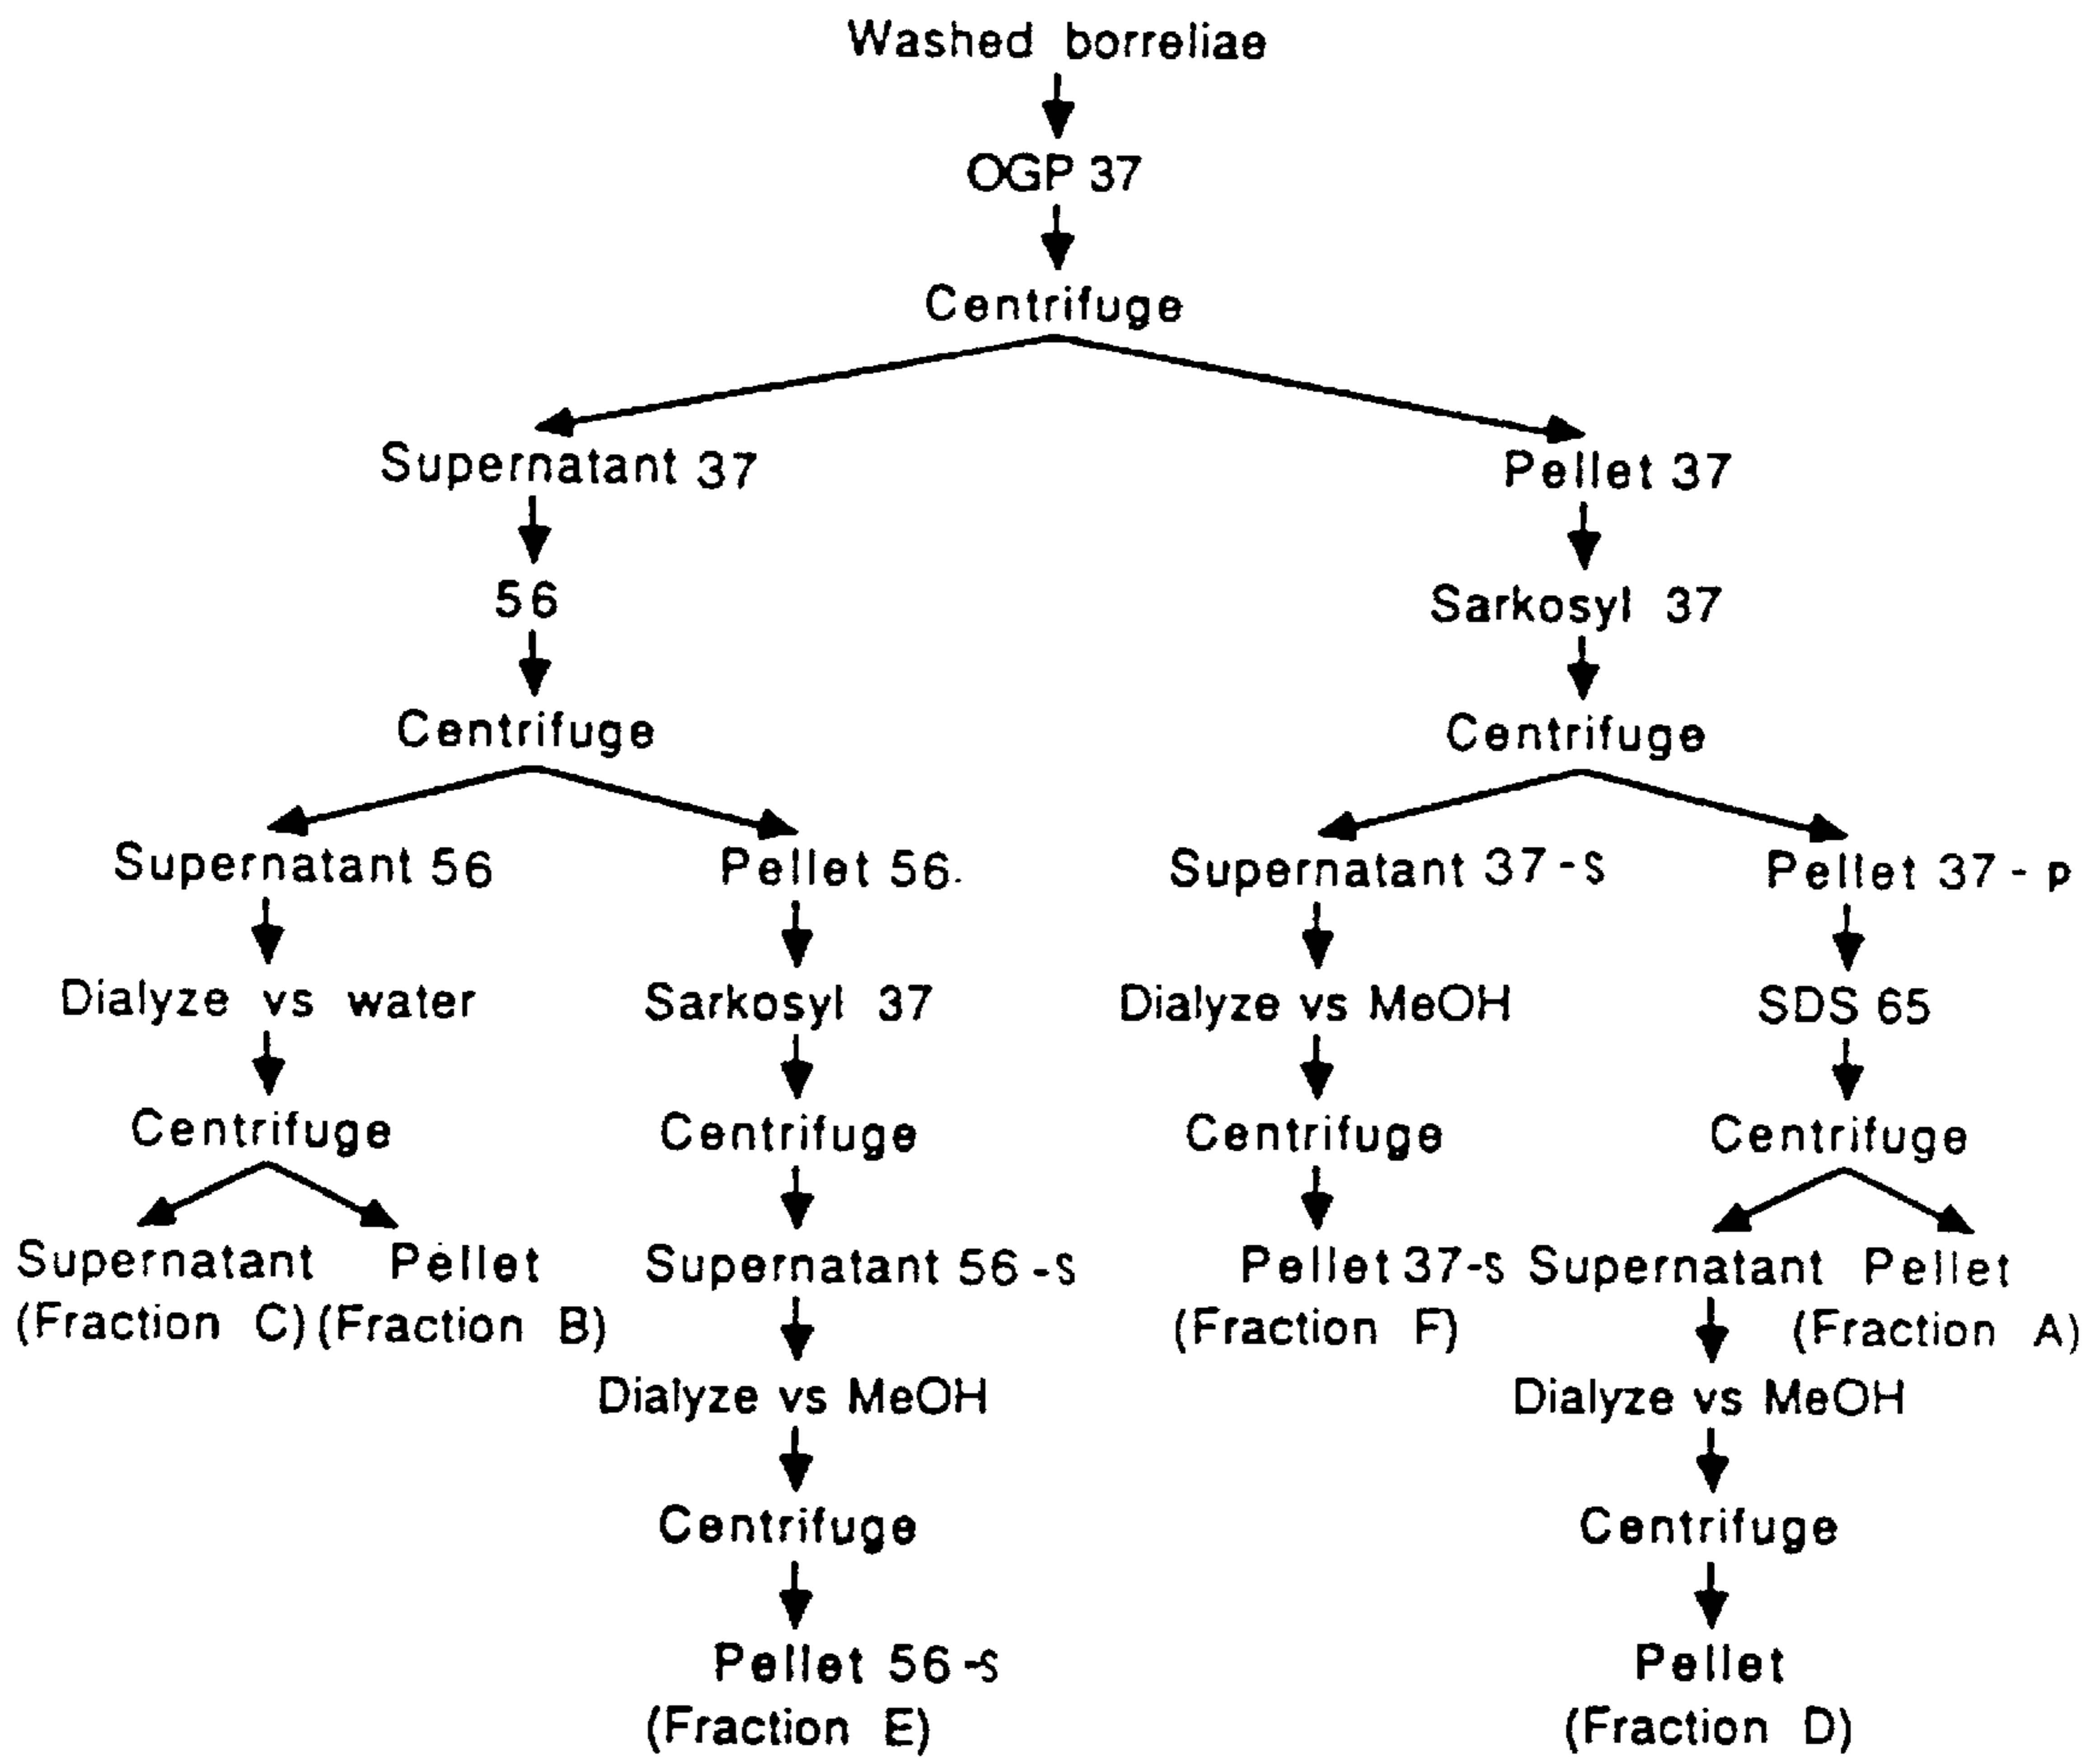 Washed borreliae
OGP 37
Centrifuge
Supernatant 37 Pellet 37
56 Sarkosyl 37
Centrifuge Centrifuge
Supernatant 56 Pellet 56 Supernatant 37-s Pellet 37-p
Dialyze vs water Sarkosyl 37 Dialyze vs MeOH SDS 65
Centrifuge Centrifuge Centrifuge Centrifuge
Supernatant Pellet Supernatant 56-s Pellet 37-s Supernatant Pellet
(Fraction C) (Fraction B) (Fraction F) (Fraction A)
Dialyze vs MeOH Dialyze vs MeOH
Centrifuge Centrifuge
Pellet 56-s Pellet
(Fraction E) (Fraction D)